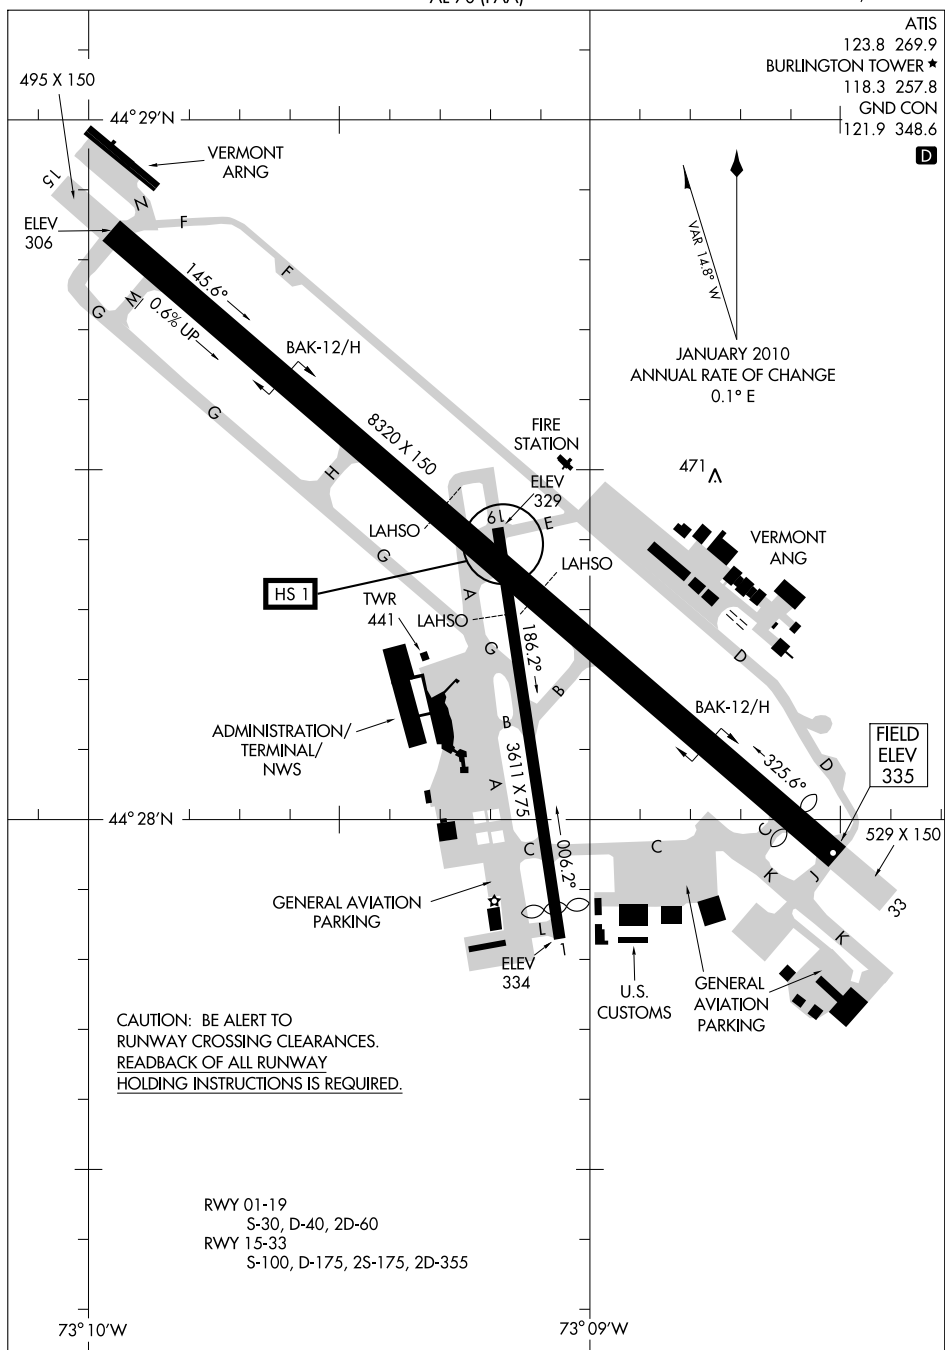 ATIS
123.8 269.9
BURLINGTON TOWER ★
118.3 257.8
GND CON
121.9 348.6
D
495 X 150
44° 29'N
VERMONT
ARNG
15
N
F
ELEV
306
F
VAR 14.8° W
145.6°
G
M
0.6% UP
BAK-12/H
JANUARY 2010
ANNUAL RATE OF CHANGE
0.1° E
G
8320 X 150
FIRE
STATION
H
471
ELEV
329
19
E
LAHSO
G
VERMONT
ANG
LAHSO
HS 1
A
TWR
441
LAHSO
186.2°
G
D
B
ADMINISTRATION/
TERMINAL/
NWS
B
BAK-12/H
3611 X 75
325.6°
D
FIELD
ELEV
335
A
44° 28'N
C
529 X 150
C
C
006.2°
K
J
GENERAL AVIATION
PARKING
33
L
1
K
ELEV
334
U.S.
CUSTOMS
GENERAL
AVIATION
PARKING
CAUTION: BE ALERT TO
RUNWAY CROSSING CLEARANCES.
READBACK OF ALL RUNWAY
HOLDING INSTRUCTIONS IS REQUIRED.
RWY 01-19
S-30, D-40, 2D-60
RWY 15-33
S-100, D-175, 2S-175, 2D-355
73° 10'W
73° 09'W